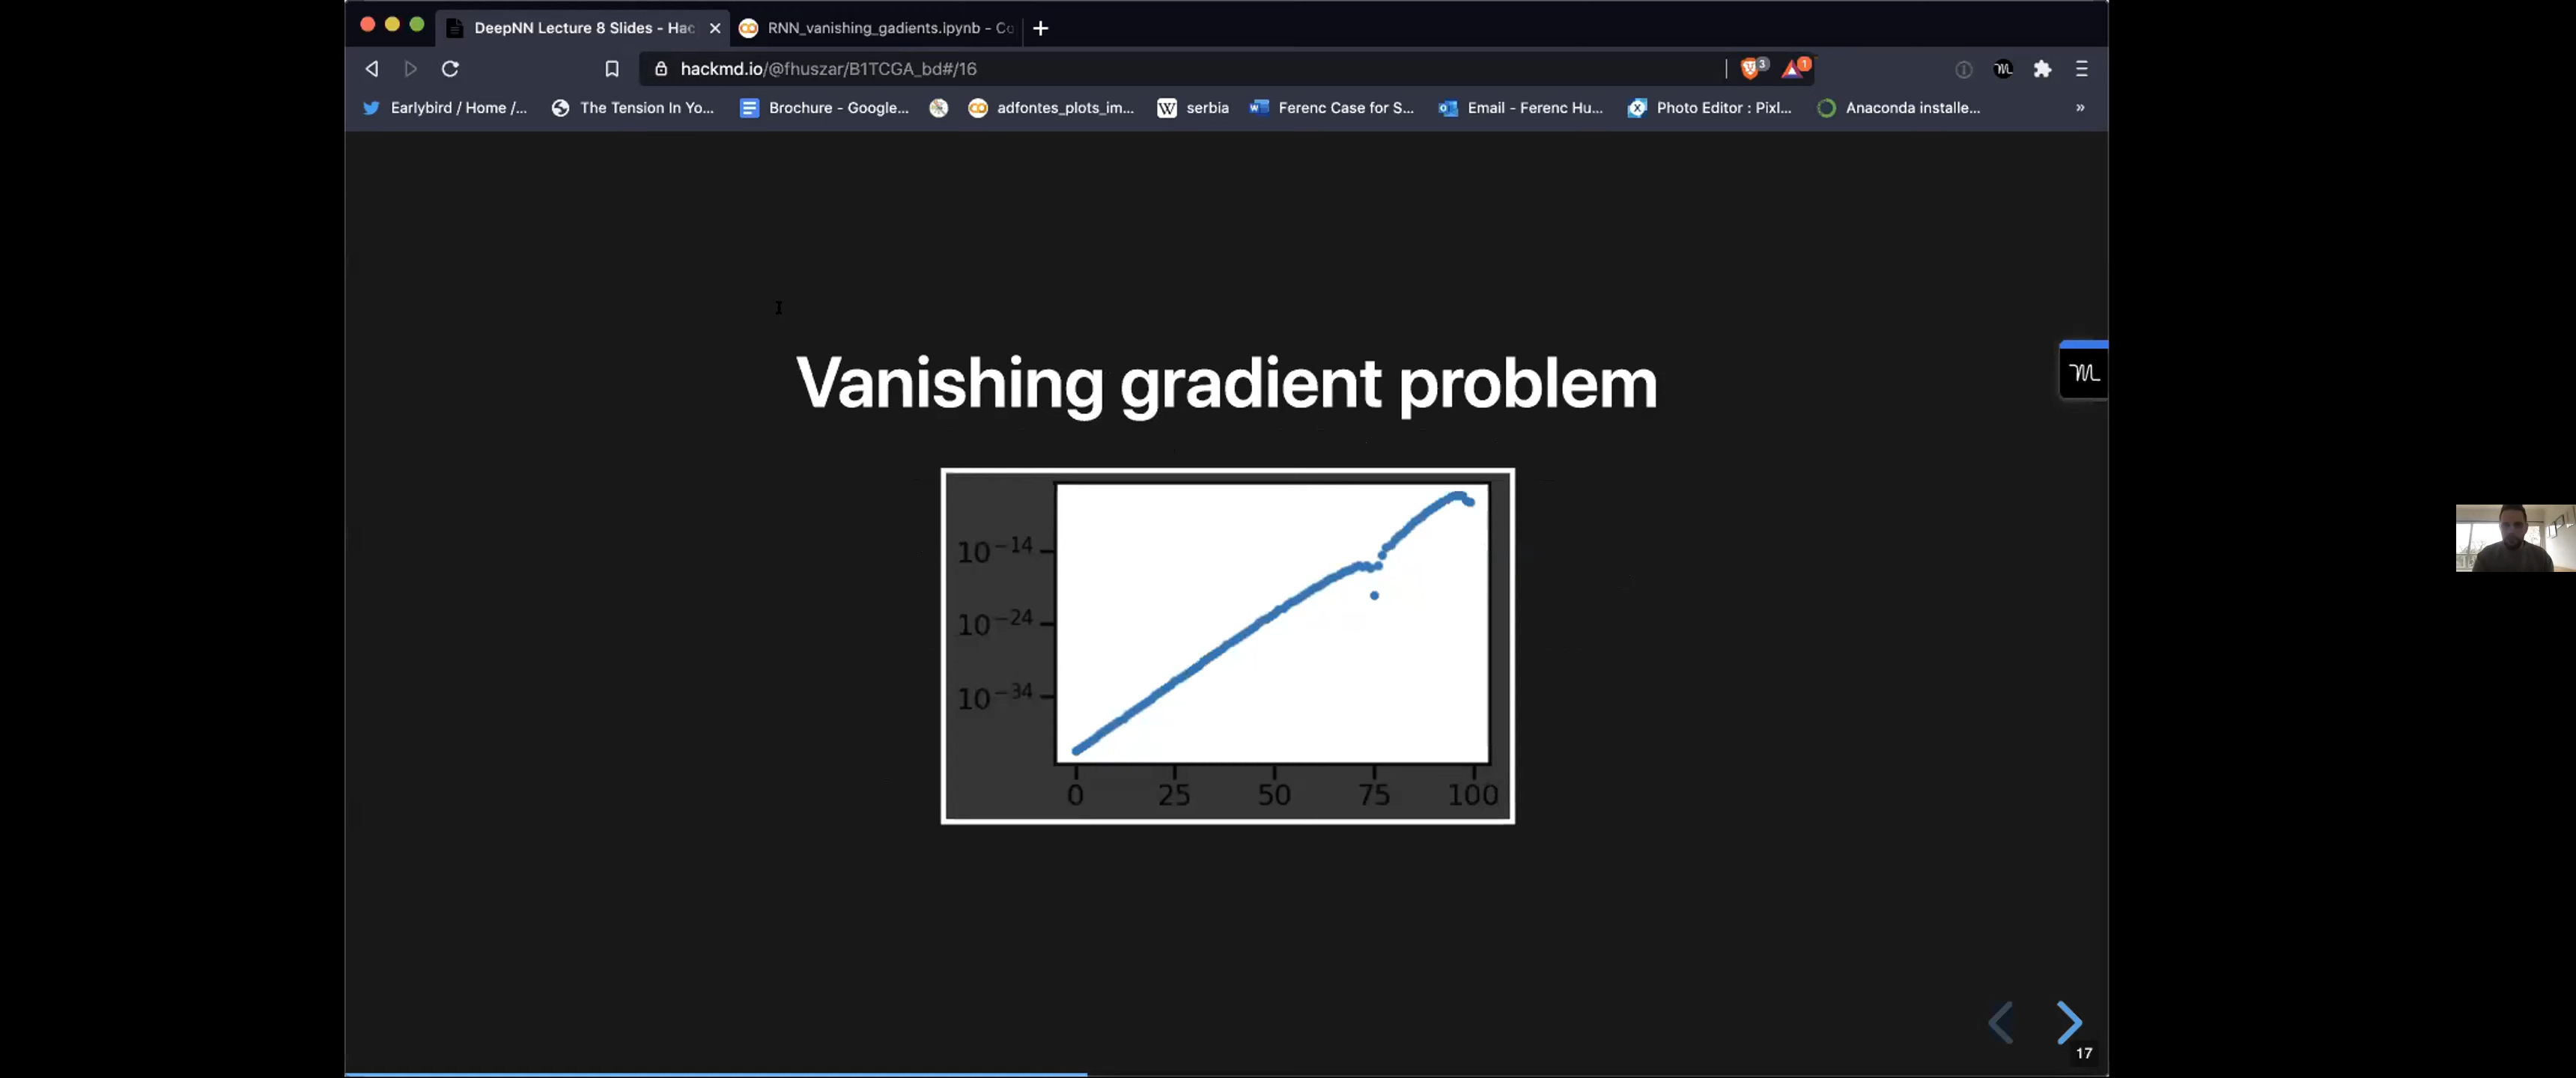 DeepNN Lecture 8 Slides - Hac
RNN_vanishing_gadients.ipynb - Co
hackmd.io/@fhuszar/B1TCGA_bd#/16
3
1
Earlybird / Home /...
The Tension In Yo...
Brochure - Google...
adfontes_plots_im...
serbia
Ferenc Case for S...
Email - Ferenc Hu...
Photo Editor : Pixl...
Anaconda installe...
»
Vanishing gradient problem
10⁻¹⁴
10⁻²⁴
10⁻³⁴
0 25 50 75 100
17